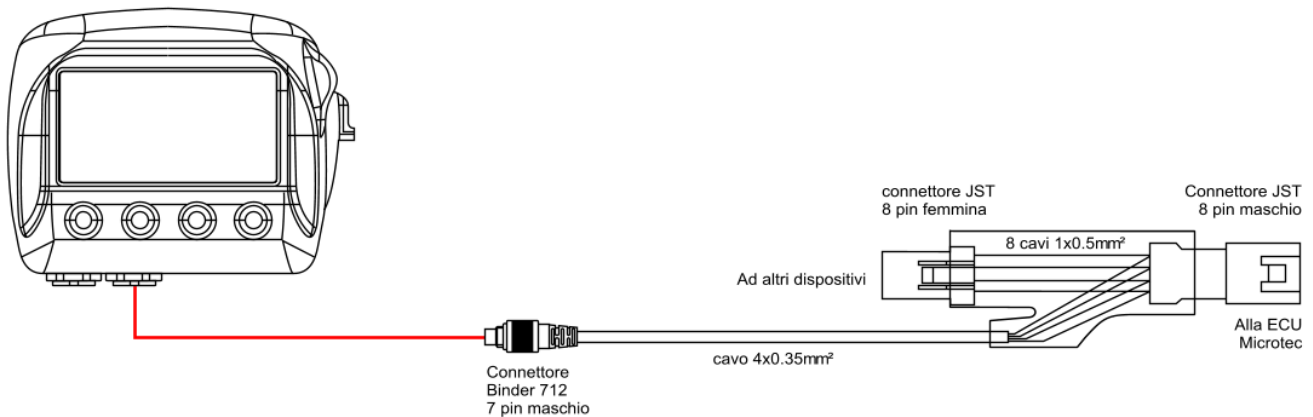 connettore JST
8 pin femmina
Connettore JST
8 pin maschio
8 cavi 1x0.5mm²
Ad altri dispositivi
Alla ECU
Microtec
cavo 4x0.35mm²
Connettore
Binder 712
7 pin maschio